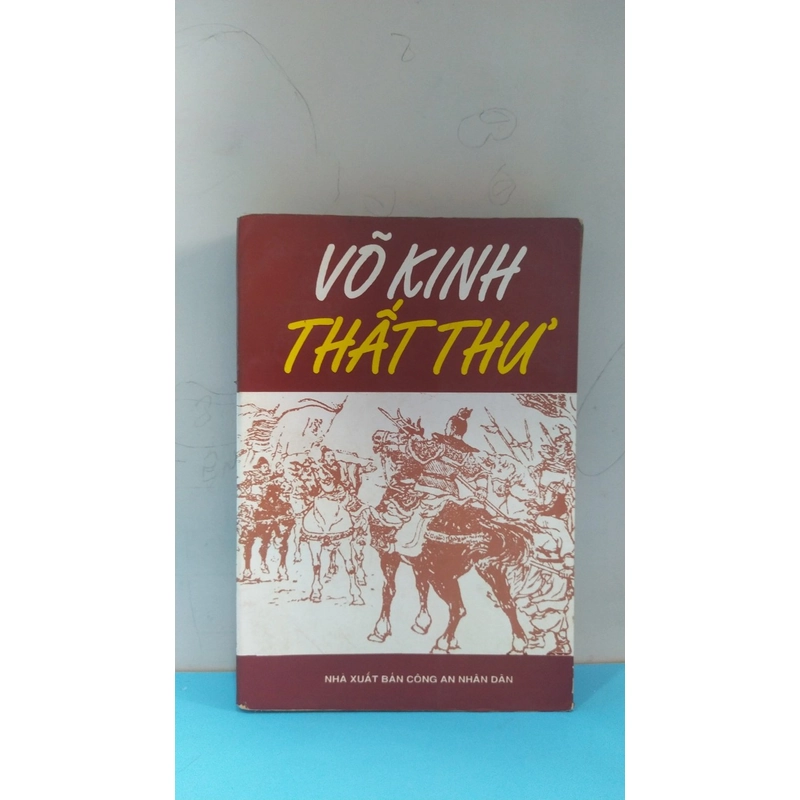 VÕ KINH
THẤT THƯ
NHÀ XUẤT BẢN CÔNG AN NHÂN DÂN